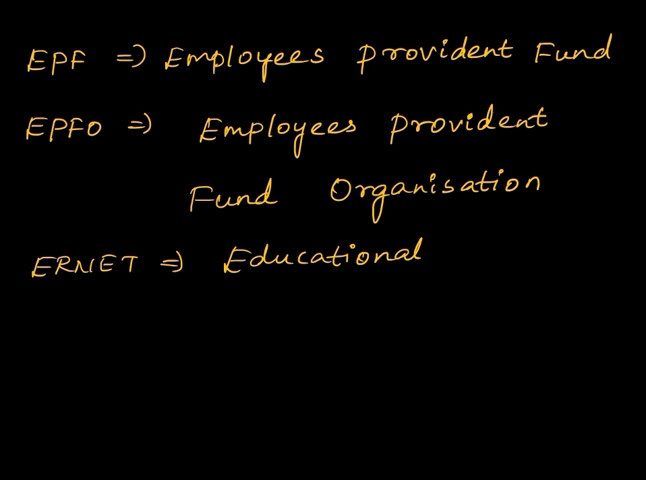 EPF => Employees Provident Fund
EPFO => Employees Provident
Fund Organisation
ERNET => Educational